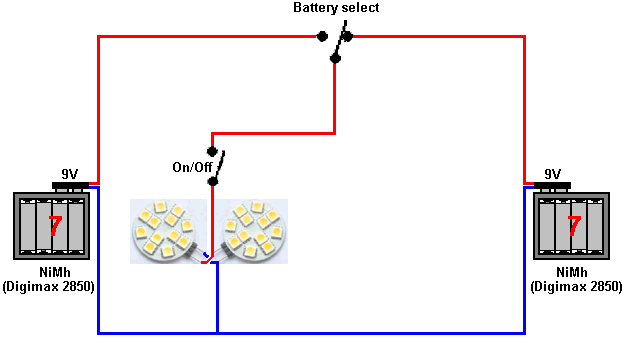 Battery select
On/Off
9V
7
NiMh
(Digimax 2850)
9V
7
NiMh
(Digimax 2850)